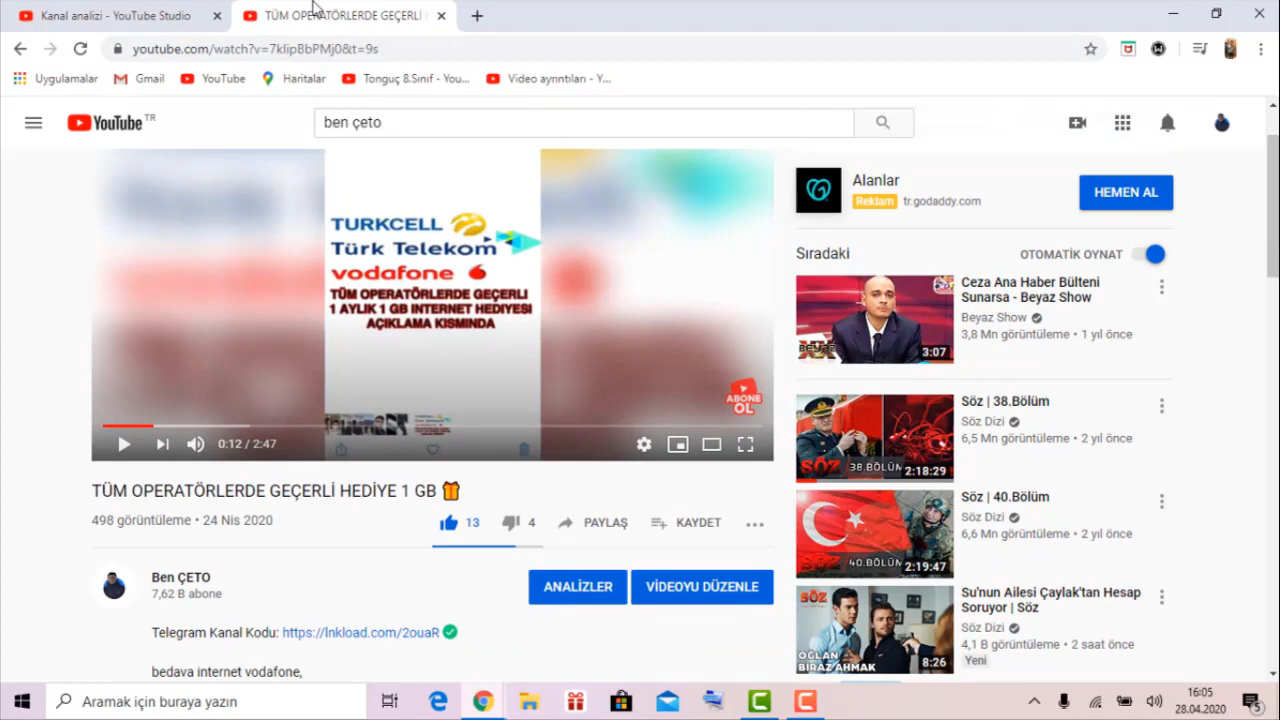 Kanal analizi - YouTube Studio
TÜM OPERATÖRLERDE GEÇERLİ
youtube.com/watch?v=7klipBbPMj0&t=9s
Uygulamalar
Gmail
YouTube
Haritalar
Tonguç 8.Sınıf - You...
Video ayrıntıları - Y...
YouTube TR
ben çeto
TURKCELL
Türk Telekom
vodafone
TÜM OPERATÖRLERDE GEÇERLİ
1 AYLIK 1 GB INTERNET HEDİYESİ
AÇIKLAMA KISMINDA
ABONE
OL
0:12 / 2:47
TÜM OPERATÖRLERDE GEÇERLİ HEDİYE 1 GB
498 görüntüleme • 24 Nis 2020
13
4
PAYLAŞ
KAYDET
Ben ÇETO
7,62 B abone
ANALİZLER
VİDEOYU DÜZENLE
Telegram Kanal Kodu: https://lnkload.com/2ouaR
bedava internet vodafone,
Alanlar
Reklam tr.godaddy.com
HEMEN AL
Sıradaki
OTOMATİK OYNAT
BEYAZ
3:07
Ceza Ana Haber Bülteni
Sunarsa - Beyaz Show
Beyaz Show
3,8 Mn görüntüleme • 1 yıl önce
SÖZ
38.BÖLÜM
2:18:29
Söz | 38.Bölüm
Söz Dizi
6,5 Mn görüntüleme • 2 yıl önce
SÖZ
40.BÖLÜM
2:19:47
Söz | 40.Bölüm
Söz Dizi
6,6 Mn görüntüleme • 2 yıl önce
SÖZ
OĞLAN
BİRAZ AHMAK
8:26
Su'nun Ailesi Çaylak'tan Hesap
Soruyor | Söz
Söz Dizi
4,1 B görüntüleme • 2 saat önce
Yeni
Aramak için buraya yazın
16:05
28.04.2020
5